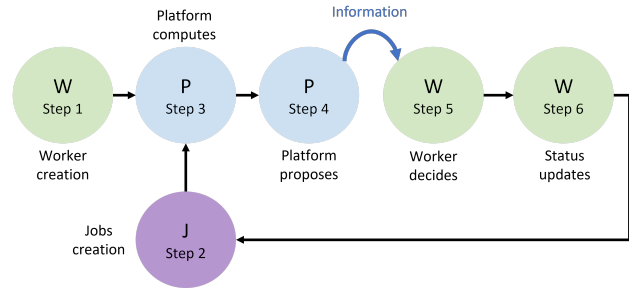 Information
Platform
computes
W
Step 1
P
Step 3
P
Step 4
W
Step 5
W
Step 6
Worker
creation
Platform
proposes
Worker
decides
Status
updates
Jobs
creation
J
Step 2